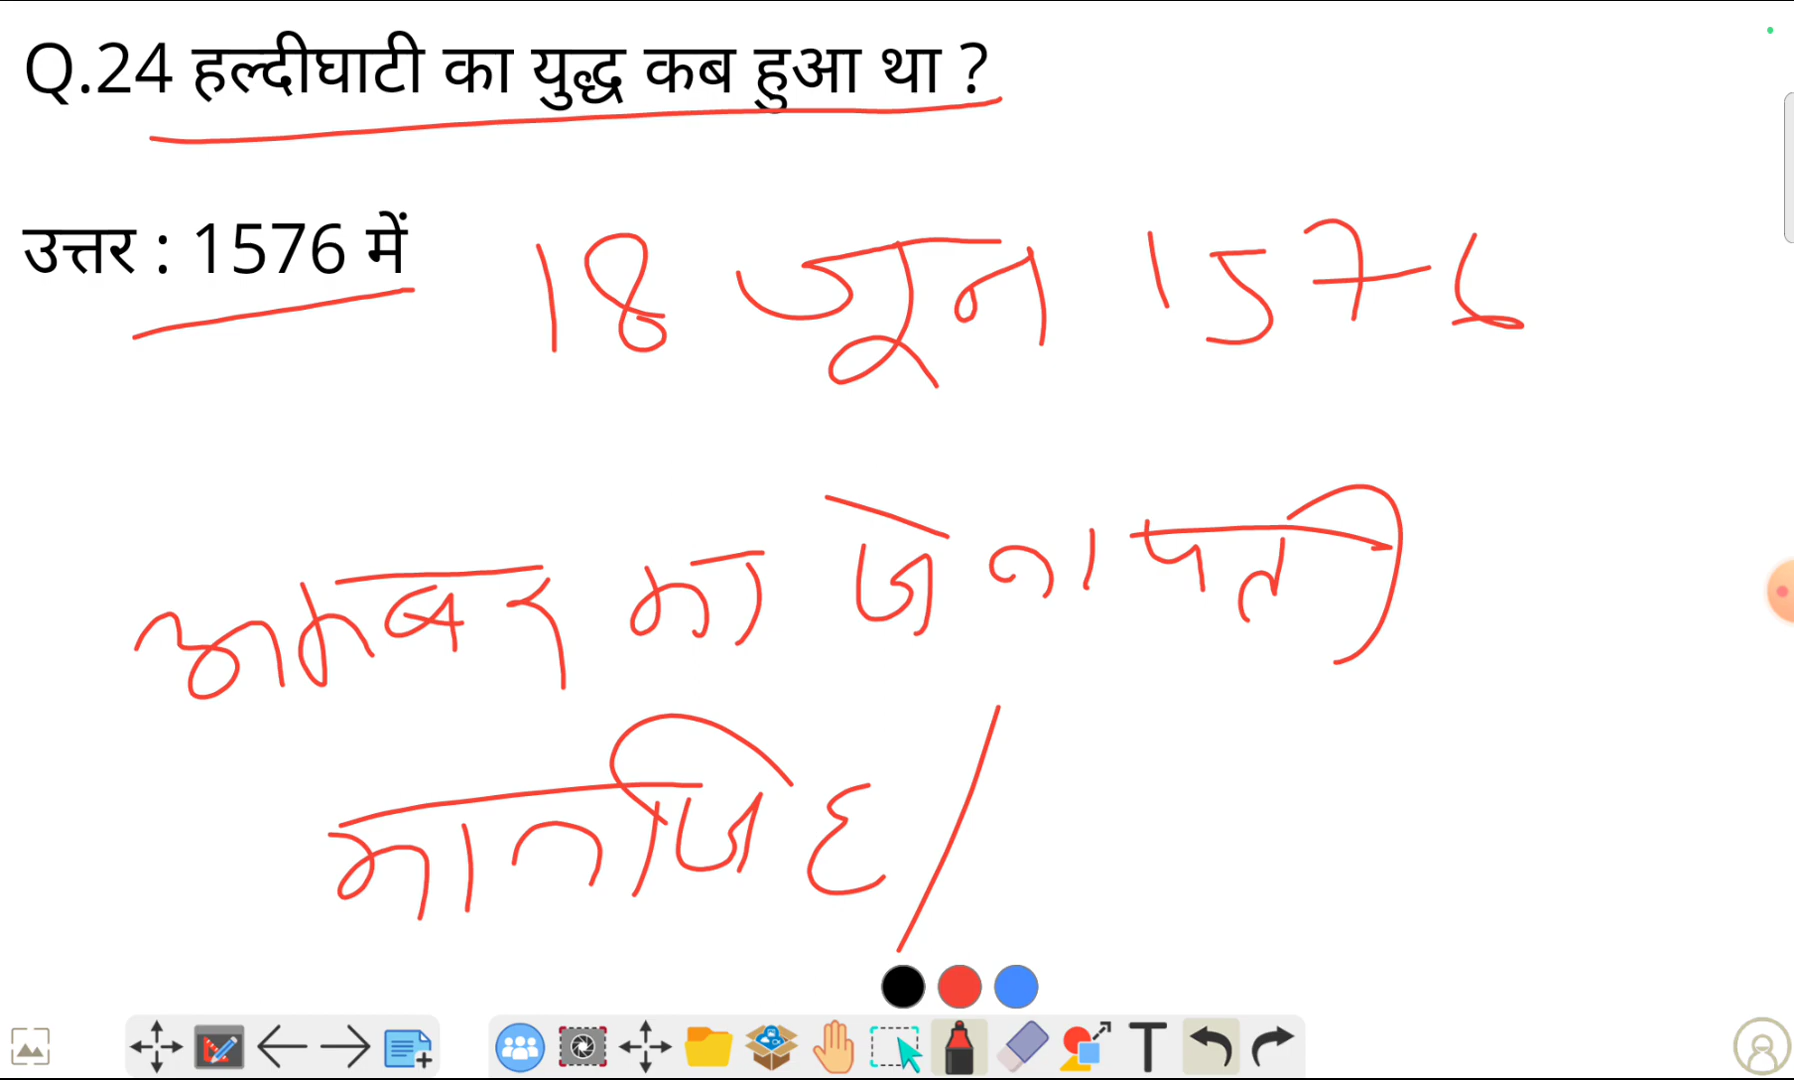 Q.24 हल्दीघाटी का युद्ध कब हुआ था ?
उत्तर : 1576 में 18 जून 1576
अकबर का सेनापती
मानसिह